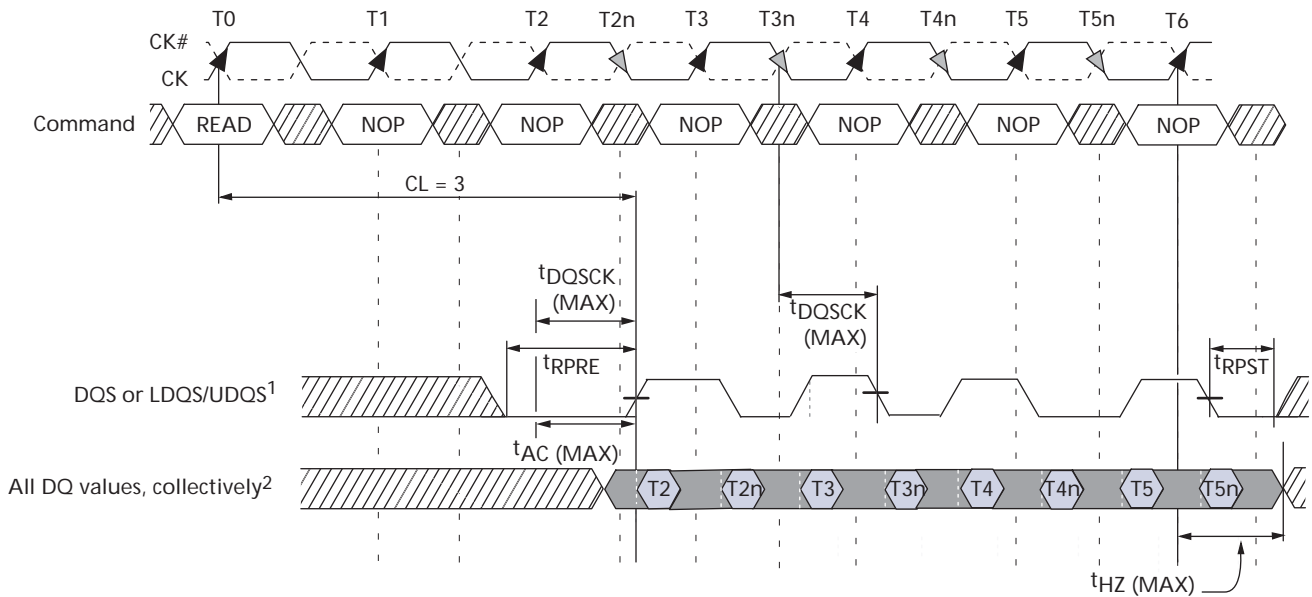 T0 T1 T2 T2n T3 T3n T4 T4n T5 T5n T6
CK#
CK
Command READ NOP NOP NOP NOP NOP NOP
CL = 3
tDQSCK
(MAX)
tDQSCK
(MAX)
tRPRE
tRPST
DQS or LDQS/UDQS1
tAC (MAX)
All DQ values, collectively2 T2 T2n T3 T3n T4 T4n T5 T5n
tHZ (MAX)